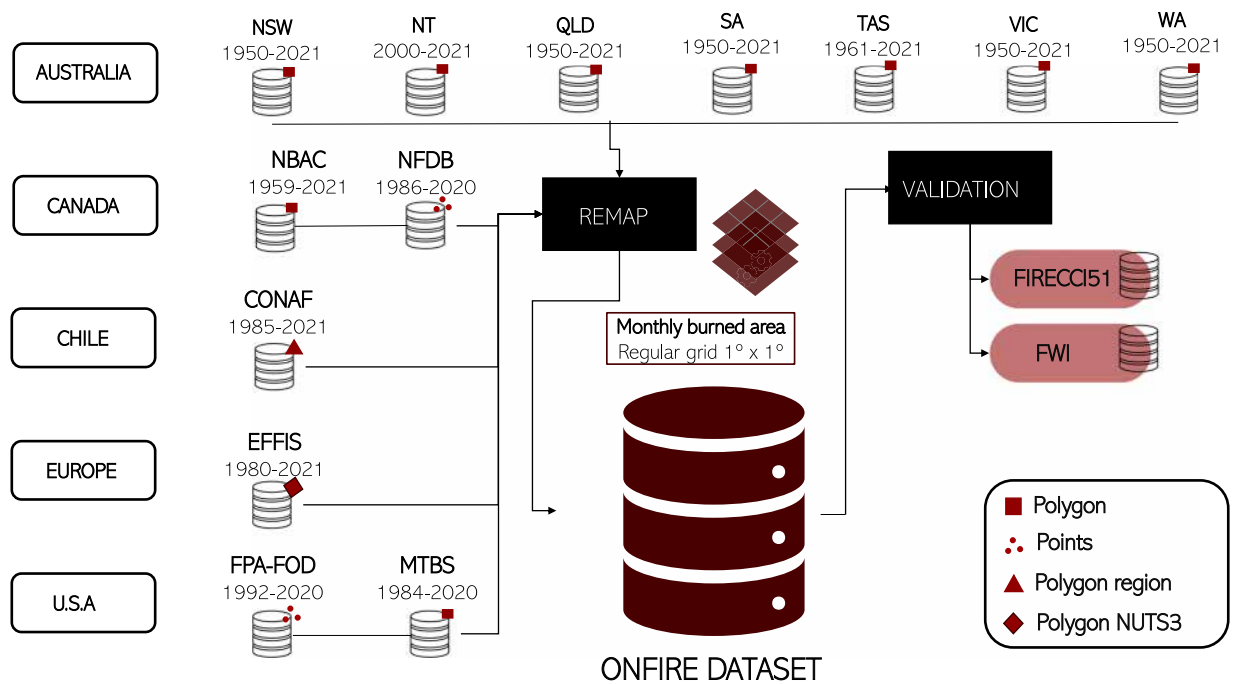 AUSTRALIA
NSW
1950-2021
NT
2000-2021
QLD
1950-2021
SA
1950-2021
TAS
1961-2021
VIC
1950-2021
WA
1950-2021
CANADA
NBAC
1959-2021
NFDB
1986-2020
REMAP
VALIDATION
FIRECCI51
FWI
CHILE
CONAF
1985-2021
Monthly burned area
Regular grid 1° x 1°
EUROPE
EFFIS
1980-2021
U.S.A
FPA-FOD
1992-2020
MTBS
1984-2020
ONFIRE DATASET
Polygon
Points
Polygon region
Polygon NUTS3